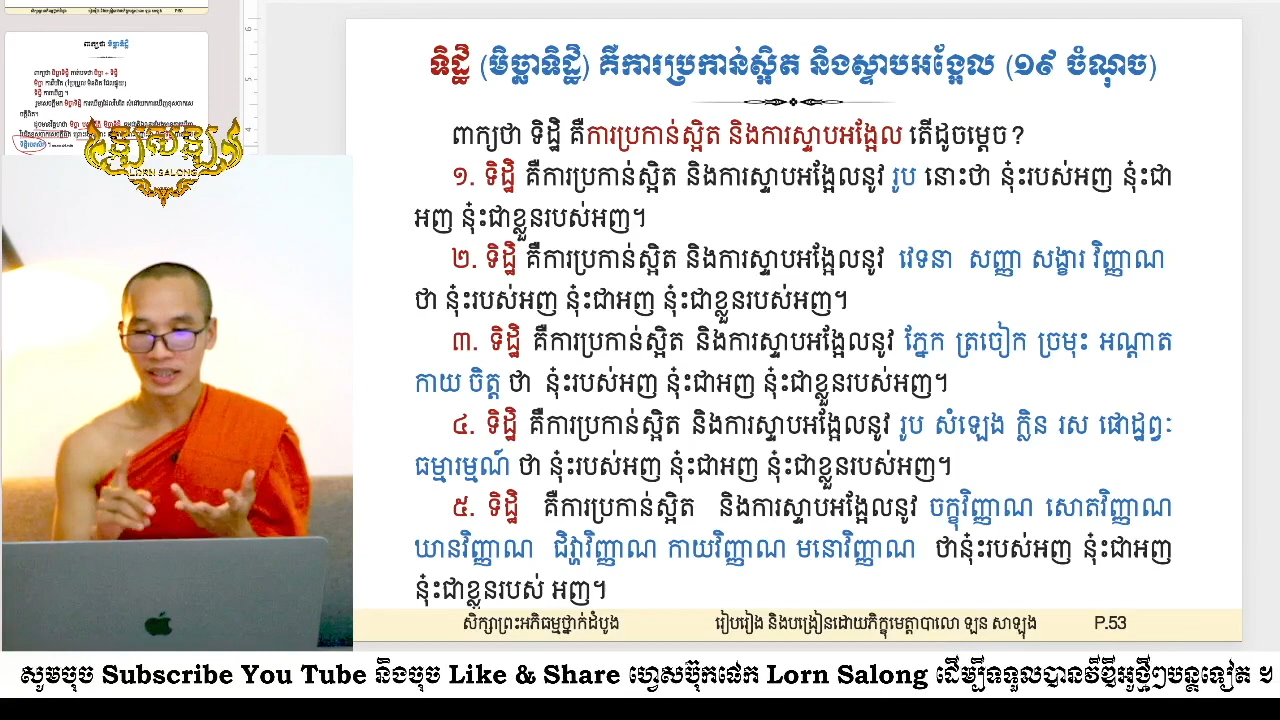 ពាក្យថា មិច្ឆាទិដ្ឋិ
LORN SALONG
ទិដ្ឋិ (មិច្ឆាទិដ្ឋិ) គឺការប្រកាន់ស្អិត និងស្ទាបអង្អែល (១៩ ចំណុច)
ពាក្យថា ទិដ្ឋិ គឺការប្រកាន់ស្អិត និងការស្ទាបអង្អែល តើដូចម្ដេច?
១. ទិដ្ឋិ គឺការប្រកាន់ស្អិត និងការស្ទាបអង្អែលនូវ រូប នោះថា នុ៎ះរបស់អញ នុ៎ះជា
អញ នុ៎ះជាខ្លួនរបស់អញ។
២. ទិដ្ឋិ គឺការប្រកាន់ស្អិត និងការស្ទាបអង្អែលនូវ វេទនា សញ្ញា សង្ខារ វិញ្ញាណ
ថា នុ៎ះរបស់អញ នុ៎ះជាអញ នុ៎ះជាខ្លួនរបស់អញ។
៣. ទិដ្ឋិ គឺការប្រកាន់ស្អិត និងការស្ទាបអង្អែលនូវ ភ្នែក ត្រចៀក ច្រមុះ អណ្ដាត
កាយ ចិត្ត ថា នុ៎ះរបស់អញ នុ៎ះជាអញ នុ៎ះជាខ្លួនរបស់អញ។
៤. ទិដ្ឋិ គឺការប្រកាន់ស្អិត និងការស្ទាបអង្អែលនូវ រូប សំឡេង ក្លិន រស ផោដ្ឋព្វៈ
ធម្មារម្មណ៍ ថា នុ៎ះរបស់អញ នុ៎ះជាអញ នុ៎ះជាខ្លួនរបស់អញ។
៥. ទិដ្ឋិ គឺការប្រកាន់ស្អិត និងការស្ទាបអង្អែលនូវ ចក្ខុវិញ្ញាណ សោតវិញ្ញាណ
ឃានវិញ្ញាណ ជិវ្ហាវិញ្ញាណ កាយវិញ្ញាណ មនោវិញ្ញាណ ថានុ៎ះរបស់អញ នុ៎ះជាអញ
នុ៎ះជាខ្លួនរបស់ អញ។
សិក្សាព្រះអភិធម្មថ្នាក់ដំបូង រៀបរៀង និងបង្រៀនដោយភិក្ខុមេត្តាបាលោ ឡន សាឡុង P.53
សូមចុច Subscribe You Tube និងចុច Like & Share ហ្វេសប៊ុកផេក Lorn Salong ដើម្បីទទួលបានវីឌីអូថ្មីៗបន្តទៀត ។